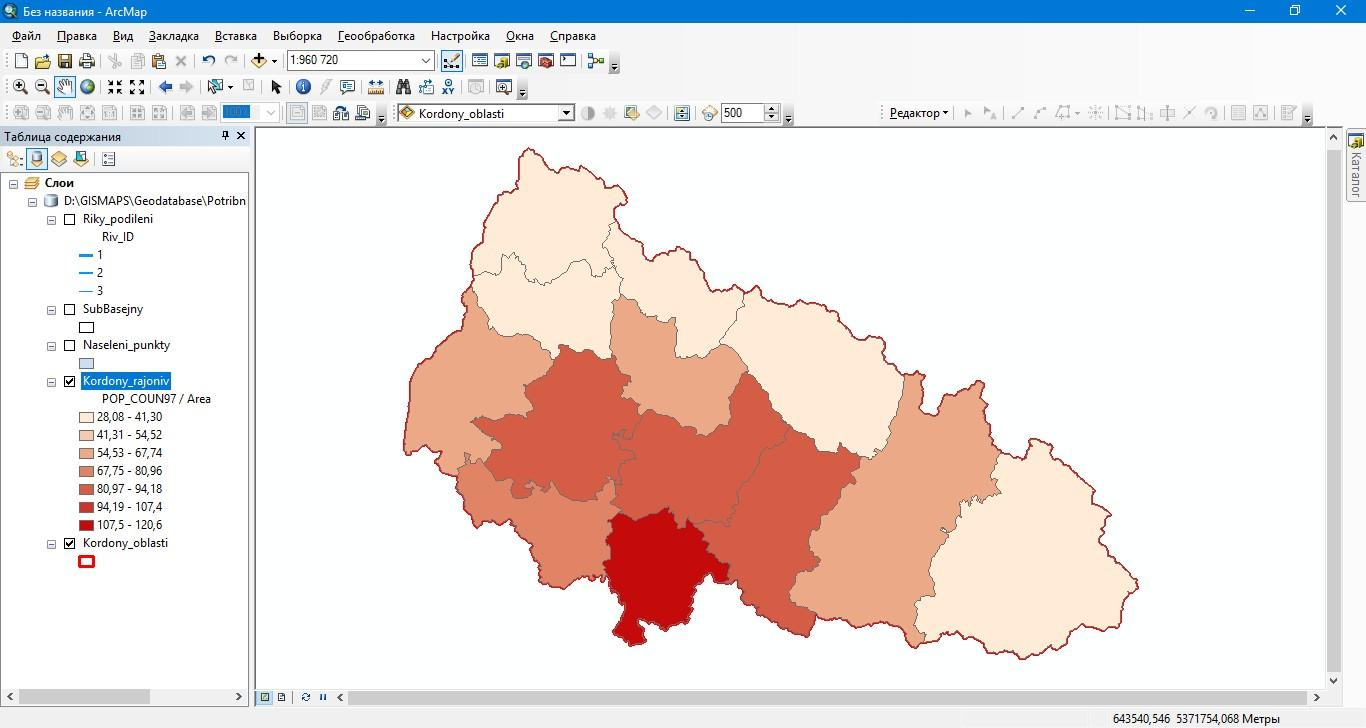 Без названия - ArcMap
Файл Правка Вид Закладка Вставка Выборка Геообработка Настройка Окна Справка
1:960 720
100%
Kordony_oblasti
500
Редактор
Таблица содержания
Слои
D:\GISMAPS\Geodatabase\Potribn
Riky_podileni
Riv_ID
1
2
3
SubBasejny
Naseleni_punkty
Kordony_rajoniv
POP_COUN97 / Area
28,08 - 41,30
41,31 - 54,52
54,53 - 67,74
67,75 - 80,96
80,97 - 94,18
94,19 - 107,4
107,5 - 120,6
Kordony_oblasti
Каталог
643540,546 5371754,068 Метры